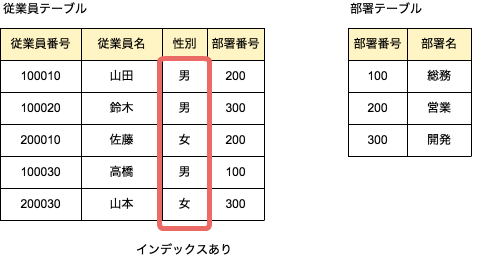 従業員テーブル
従業員番号 従業員名 性別 部署番号
100010 山田 男 200
100020 鈴木 男 300
200010 佐藤 女 200
100030 高橋 男 100
200030 山本 女 300
インデックスあり
部署テーブル
部署番号 部署名
100 総務
200 営業
300 開発